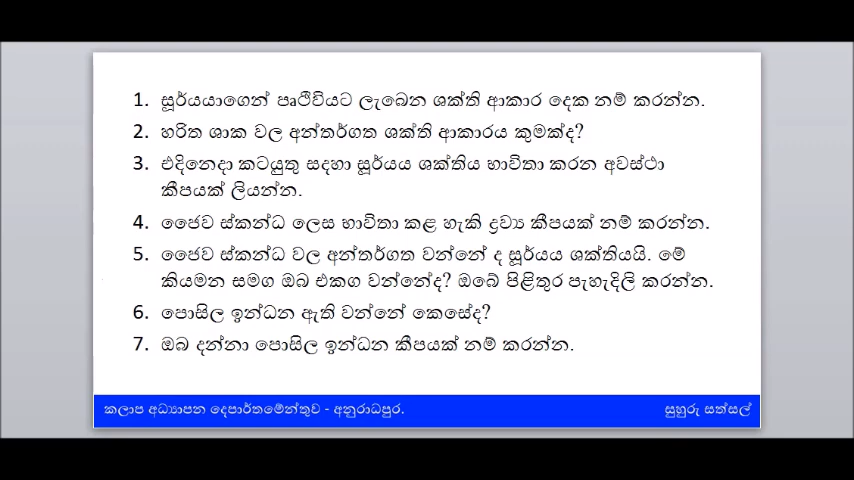 1. සූර්යයාගෙන් පෘථිවියට ලැබෙන ශක්ති ආකාර දෙක නම් කරන්න.
2. හරිත ශාක වල අන්තර්ගත ශක්ති ආකාරය කුමක්ද?
3. එදිනෙදා කටයුතු සදහා සූර්යය ශක්තිය භාවිතා කරන අවස්ථා
කීපයක් ලියන්න.
4. ජෛව ස්කන්ධ ලෙස භාවිතා කළ හැකි ද්‍රව්‍ය කීපයක් නම් කරන්න.
5. ජෛව ස්කන්ධ වල අන්තර්ගත වන්නේ ද සූර්යය ශක්තියයි. මේ
කියමන සමග ඔබ එකග වන්නේද? ඔබේ පිළිතුර පැහැදිලි කරන්න.
6. පොසිල ඉන්ධන ඇති වන්නේ කෙසේද?
7. ඔබ දන්නා පොසිල ඉන්ධන කීපයක් නම් කරන්න.
කලාප අධ්‍යාපන දෙපාර්තමේන්තුව - අනුරාධපුර. සුහුරු සත්සල්